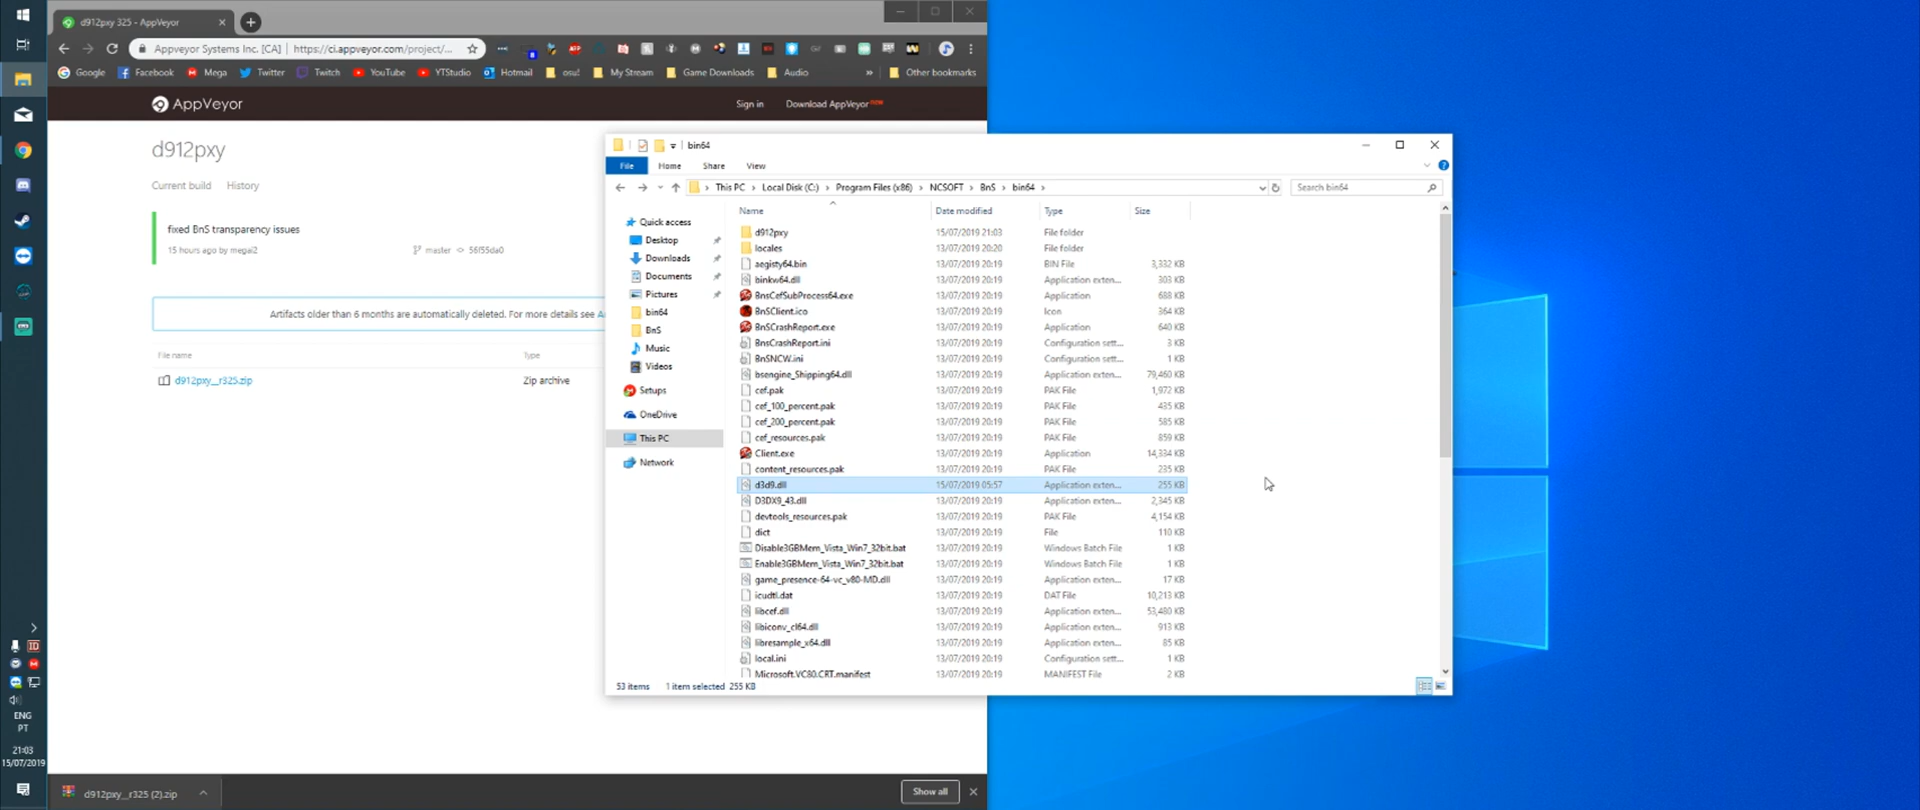 d912pxy 325 - AppVeyor
Appveyor Systems Inc. [CA]
https://ci.appveyor.com/project/...
Google
Facebook
Mega
Twitter
Twitch
YouTube
YTStudio
Hotmail
osu!
My Stream
Game Downloads
Audio
»
Other bookmarks
AppVeyor
Sign in
Download AppVeyor new
d912pxy
Current build
History
fixed BnS transparency issues
15 hours ago by megai2
master
56f55da0
Artifacts older than 6 months are automatically deleted. For more details see
File name
Type
d912pxy_r325.zip
Zip archive
bin64
File
Home
Share
View
This PC › Local Disk (C:) › Program Files (x86) › NCSOFT › BnS › bin64 ›
Search bin64
Quick access
Desktop
Downloads
Documents
Pictures
bin64
BnS
Music
Videos
Setups
OneDrive
This PC
Network
Name Date modified Type Size
d912pxy 15/07/2019 21:03 File folder
locales 13/07/2019 20:20 File folder
aegisty64.bin 13/07/2019 20:19 BIN File 3,332 KB
binkw64.dll 13/07/2019 20:19 Application exten... 303 KB
BnsCefSubProcess64.exe 13/07/2019 20:19 Application 688 KB
BnSClient.ico 13/07/2019 20:19 Icon 364 KB
BnSCrashReport.exe 13/07/2019 20:19 Application 640 KB
BnsCrashReport.ini 13/07/2019 20:19 Configuration sett... 3 KB
BnSNCW.ini 13/07/2019 20:19 Configuration sett... 1 KB
bsengine_Shipping64.dll 13/07/2019 20:19 Application exten... 79,460 KB
cef.pak 13/07/2019 20:19 PAK File 1,972 KB
cef_100_percent.pak 13/07/2019 20:19 PAK File 435 KB
cef_200_percent.pak 13/07/2019 20:19 PAK File 585 KB
cef_resources.pak 13/07/2019 20:19 PAK File 859 KB
Client.exe 13/07/2019 20:19 Application 14,334 KB
content_resources.pak 13/07/2019 20:19 PAK File 235 KB
d3d9.dll 15/07/2019 05:57 Application exten... 255 KB
D3DX9_43.dll 13/07/2019 20:19 Application exten... 2,345 KB
devtools_resources.pak 13/07/2019 20:19 PAK File 4,154 KB
dict 13/07/2019 20:19 File 110 KB
Disable3GBMem_Vista_Win7_32bit.bat 13/07/2019 20:19 Windows Batch File 1 KB
Enable3GBMem_Vista_Win7_32bit.bat 13/07/2019 20:19 Windows Batch File 1 KB
game_presence-64-vc_v80-MD.dll 13/07/2019 20:19 Application exten... 17 KB
icudtl.dat 13/07/2019 20:19 DAT File 10,213 KB
libcef.dll 13/07/2019 20:19 Application exten... 53,480 KB
libiconv_cl64.dll 13/07/2019 20:19 Application exten... 913 KB
libresample_x64.dll 13/07/2019 20:19 Application exten... 85 KB
local.ini 13/07/2019 20:19 Configuration sett... 1 KB
Microsoft.VC80.CRT.manifest 13/07/2019 20:19 MANIFEST File 2 KB
53 items
1 item selected 255 KB
ENG
PT
21:03
15/07/2019
d912pxy_r325 (2).zip
Show all